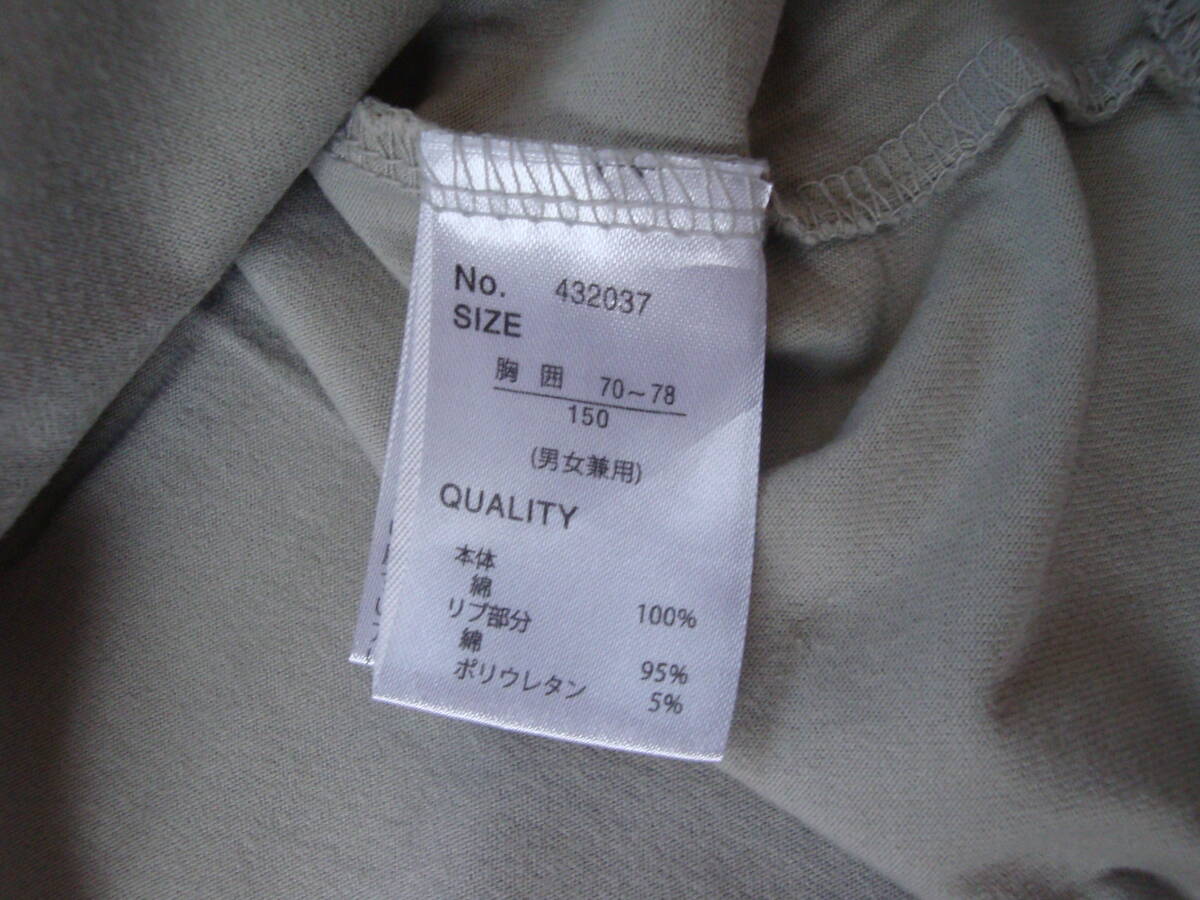 No. 432037
SIZE
胸 囲 70～78
150
(男女兼用)
QUALITY
本体
綿 100%
リブ部分
綿 95%
ポリウレタン 5%